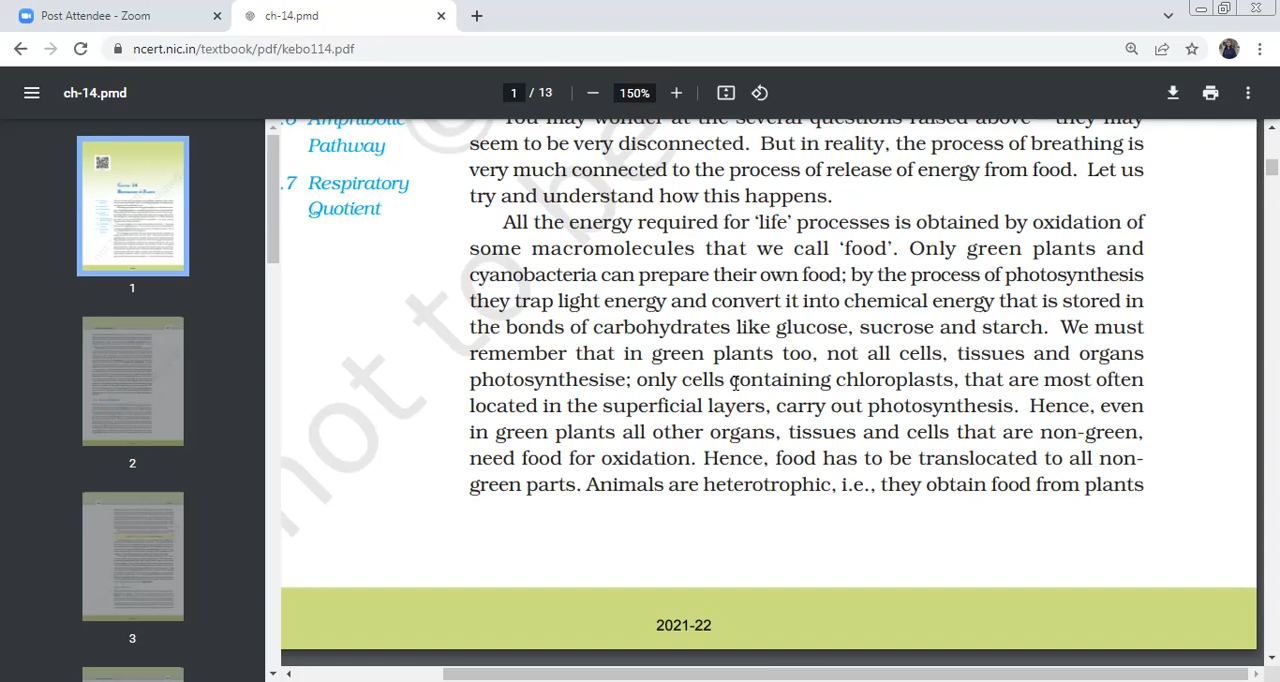 Post Attendee - Zoom
ch-14.pmd
ncert.nic.in/textbook/pdf/kebo114.pdf
ch-14.pmd
1 / 13
150%
.6 Amphibolic
Pathway
.7 Respiratory
Quotient
You may wonder at the several questions raised above – they may
seem to be very disconnected. But in reality, the process of breathing is
very much connected to the process of release of energy from food. Let us
try and understand how this happens.
All the energy required for ‘life’ processes is obtained by oxidation of
some macromolecules that we call ‘food’. Only green plants and
cyanobacteria can prepare their own food; by the process of photosynthesis
they trap light energy and convert it into chemical energy that is stored in
the bonds of carbohydrates like glucose, sucrose and starch. We must
remember that in green plants too, not all cells, tissues and organs
photosynthesise; only cells containing chloroplasts, that are most often
located in the superficial layers, carry out photosynthesis. Hence, even
in green plants all other organs, tissues and cells that are non-green,
need food for oxidation. Hence, food has to be translocated to all non-
green parts. Animals are heterotrophic, i.e., they obtain food from plants
2021-22
1
2
3
not to be
©